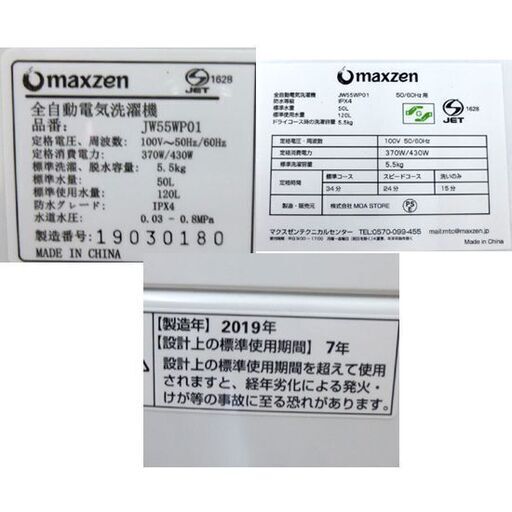 maxzen
JET
1628
全自動電気洗濯機
品番: JW55WP01
定格電圧、周波数: 100V〜50Hz/60Hz
定格消費電力: 370W/430W
標準洗濯、脱水容量: 5.5kg
標準水量: 50L
標準使用水量: 120L
防水グレード: IPX4
水道水圧: 0.03 - 0.8MPa
製造番号: 19030180
MADE IN CHINA
maxzen
全自動電気洗濯機 JW55WP01 50/60Hz 用
防水等級 IPX4
標準水量 50L
標準使用水量 120L
ドライコース時の洗濯容量 5.5kg
JET
1628
定格電圧・周波数 100V 50/60Hz
定格消費電力 370W/430W
標準洗濯容量 5.5kg
定格時間 標準コース スピードコース 洗いのみ
34分 24分 15分
製造・販売元 株式会社 MOA STORE
PSE
マクスゼンテクニカルセンター TEL:0570-099-455 mail:mtc@maxzen.jp
Made in China
【製造年】2019年
【設計上の標準使用期間】7年
設計上の標準使用期間を超えて使用
されますと、経年劣化による発火・
けが等の事故に至る恐れがあります。